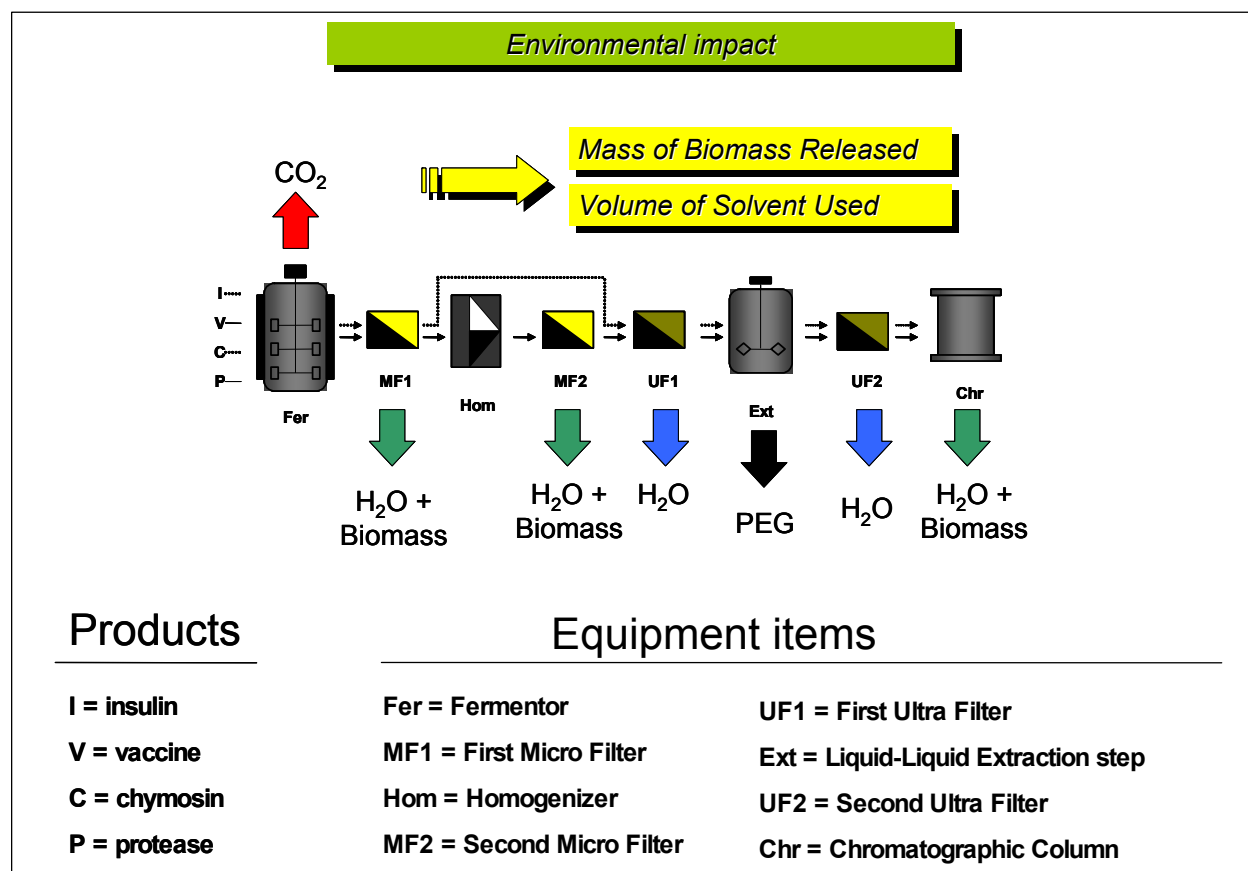 Environmental impact
Mass of Biomass Released
Volume of Solvent Used
CO₂
I
V
C
P
Fer
MF1
Hom
MF2
UF1
Ext
UF2
Chr
H₂O +
Biomass
H₂O +
Biomass
H₂O
PEG
H₂O
H₂O +
Biomass
Products
I = insulin
V = vaccine
C = chymosin
P = protease
Equipment items
Fer = Fermentor
MF1 = First Micro Filter
Hom = Homogenizer
MF2 = Second Micro Filter
UF1 = First Ultra Filter
Ext = Liquid-Liquid Extraction step
UF2 = Second Ultra Filter
Chr = Chromatographic Column